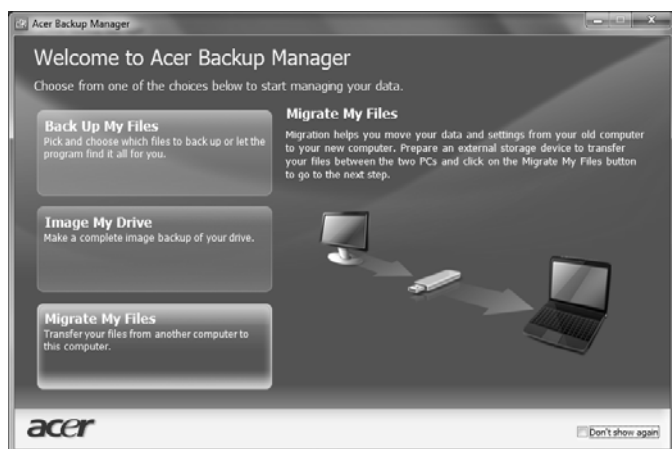 Acer Backup Manager
Welcome to Acer Backup Manager
Choose from one of the choices below to start managing your data.
Back Up My Files
Pick and choose which files to back up or let the
program find it all for you.
Image My Drive
Make a complete image backup of your drive.
Migrate My Files
Transfer your files from another computer to
this computer.
Migrate My Files
Migration helps you move your data and settings from your old computer
to your new computer. Prepare an external storage device to transfer
your files between the two PCs and click on the Migrate My Files button
to go to the next step.
acer
Don't show again